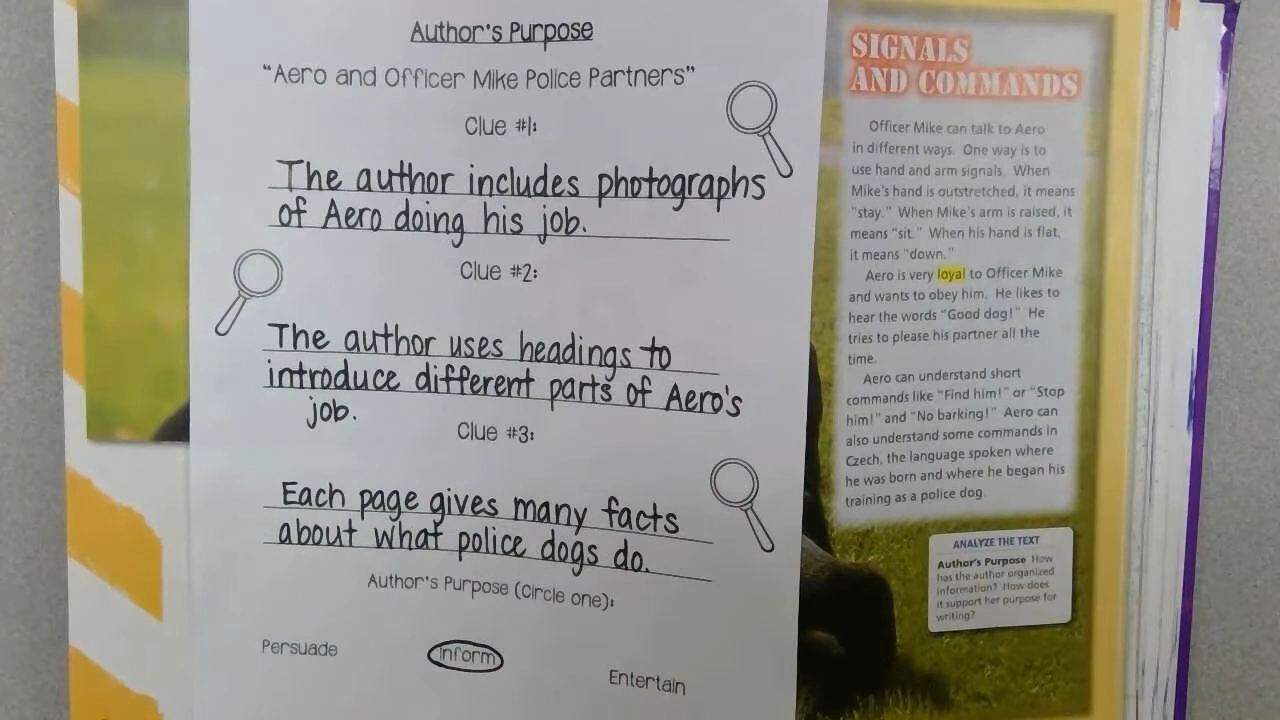 Author's Purpose
"Aero and Officer Mike Police Partners"
Clue #1:
The author includes photographs
of Aero doing his job.
Clue #2:
The author uses headings to
introduce different parts of Aero's
job.
Clue #3:
Each page gives many facts
about what police dogs do.
Author's Purpose (Circle one):
Persuade
Inform
Entertain
SIGNALS
AND COMMANDS
Officer Mike can talk to Aero
in different ways. One way is to
use hand and arm signals. When
Mike's hand is outstretched, it means
"stay." When Mike's arm is raised, it
means "sit." When his hand is flat,
it means "down."
Aero is very loyal to Officer Mike
and wants to obey him. He likes to
hear the words "Good dog!" He
tries to please his partner all the
time.
Aero can understand short
commands like "Find him!" or "Stop
him!" and "No barking!" Aero can
also understand some commands in
Czech, the language spoken where
he was born and where he began his
training as a police dog.
ANALYZE THE TEXT
Author's Purpose How
has the author organized
information? How does
it support her purpose for
writing?